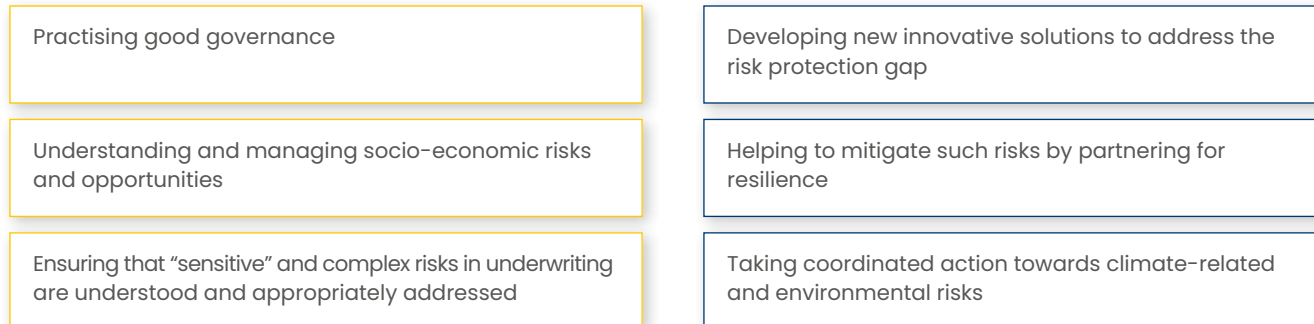 Practising good governance
Developing new innovative solutions to address the
risk protection gap
Understanding and managing socio-economic risks
and opportunities
Helping to mitigate such risks by partnering for
resilience
Ensuring that “sensitive” and complex risks in underwriting
are understood and appropriately addressed
Taking coordinated action towards climate-related
and environmental risks